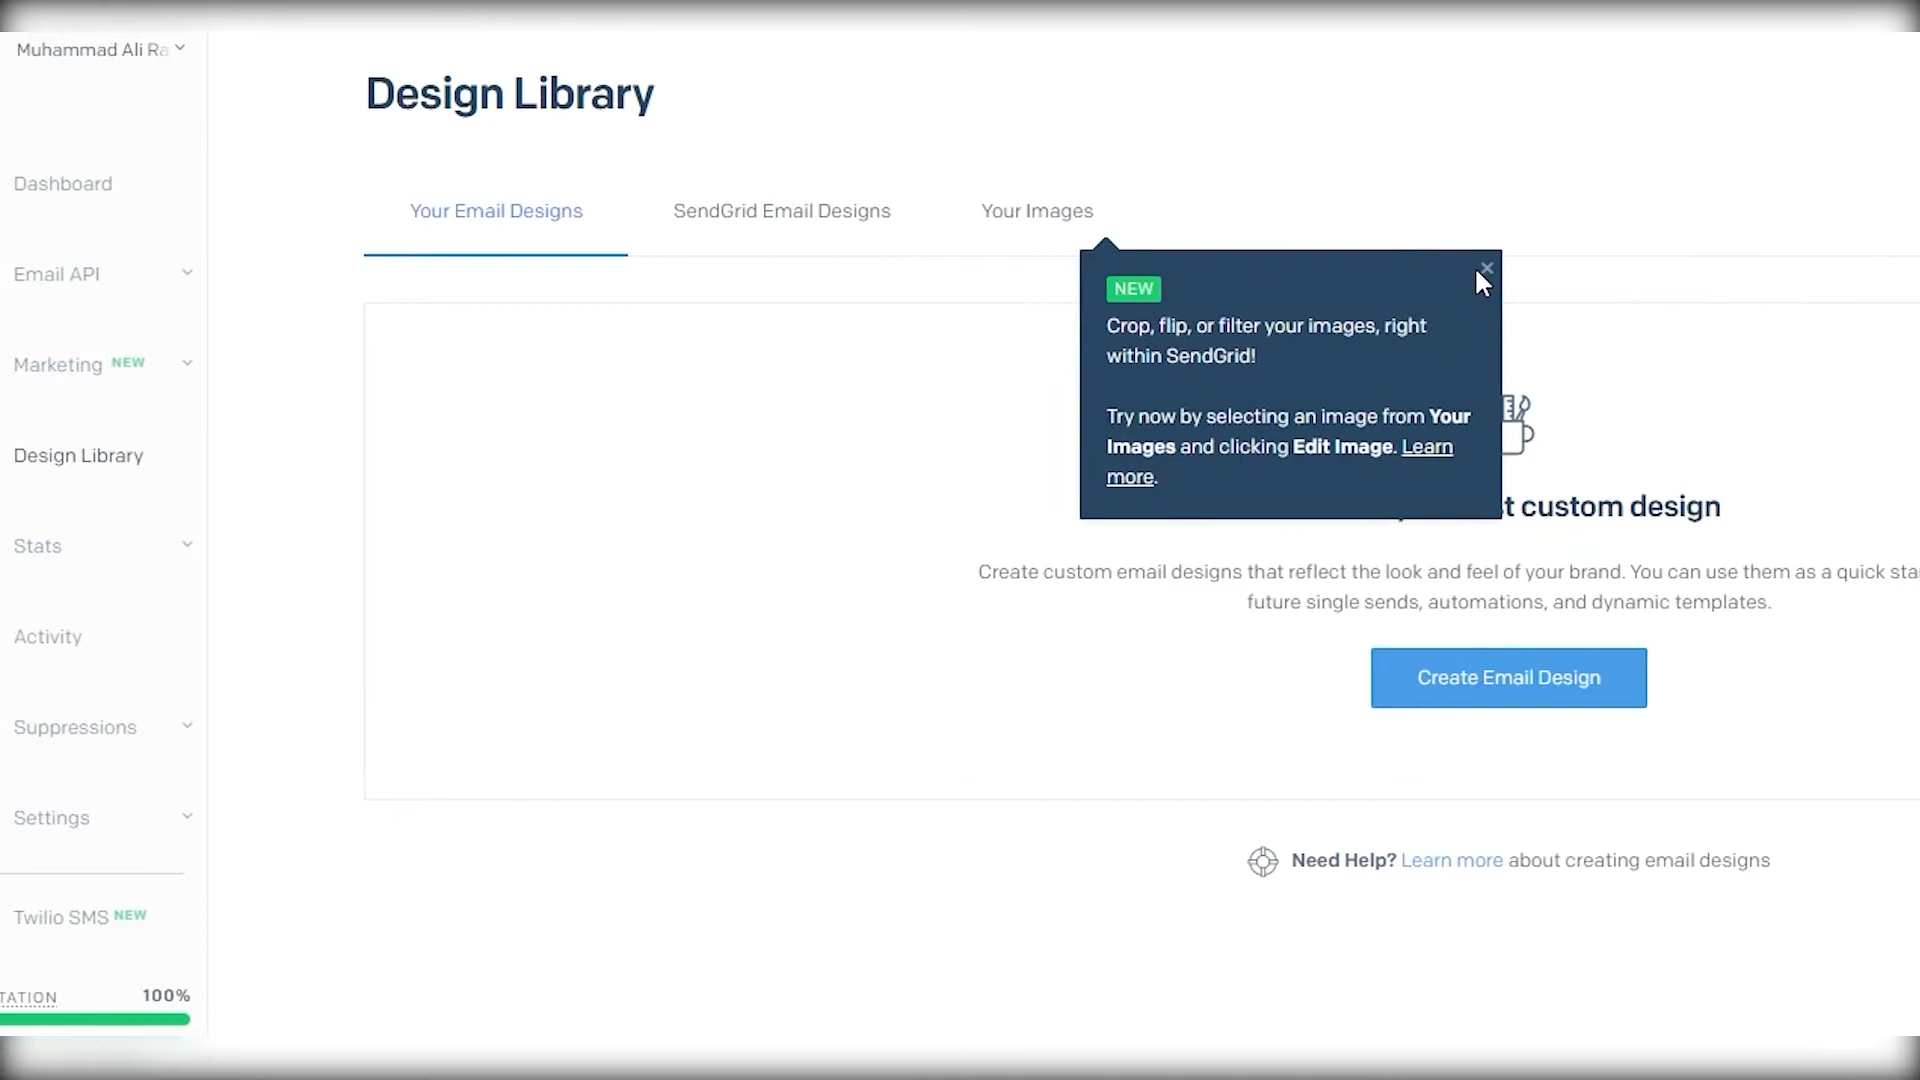 Muhammad Ali Ra
Dashboard
Email API
Marketing NEW
Design Library
Stats
Activity
Suppressions
Settings
Twilio SMS NEW
TATION 100%
Design Library
Your Email Designs SendGrid Email Designs Your Images
NEW
Crop, flip, or filter your images, right
within SendGrid!
Try now by selecting an image from Your
Images and clicking Edit Image. Learn
more.
t custom design
Create custom email designs that reflect the look and feel of your brand. You can use them as a quick sta
future single sends, automations, and dynamic templates.
Create Email Design
Need Help? Learn more about creating email designs